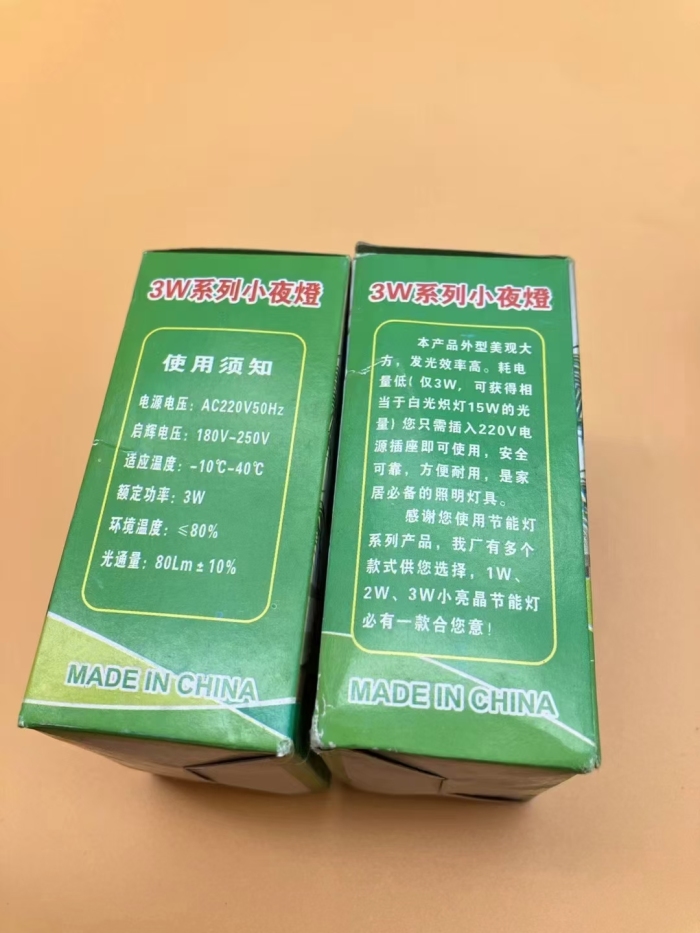 3W系列小夜燈
使用须知
电源电压：AC220V50Hz
启辉电压：180V-250V
适应温度：-10℃-40℃
额定功率：3W
环境温度：≤80%
光通量：80Lm±10%
MADE IN CHINA
3W系列小夜燈
本产品外型美观大
方，发光效率高。耗电
量低（仅3W，可获得相
当于白光炽灯15W的光
量）您只需插入220V电
源插座即可使用，安全
可靠，方便耐用，是家
居必备的照明灯具。
感谢您使用节能灯
系列产品，我厂有多个
款式供您选择，1W、
2W、3W小亮晶节能灯
必有一款合您意！
MADE IN CHINA